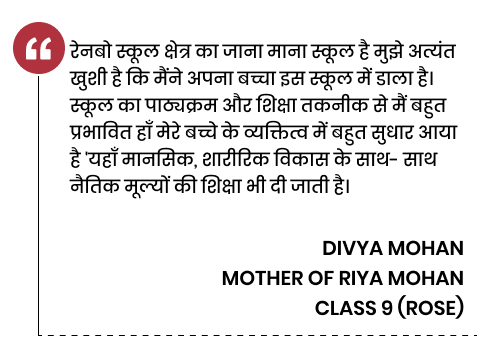 रेनबो स्कूल क्षेत्र का जाना माना स्कूल है मुझे अत्यंत
खुशी है कि मैंने अपना बच्चा इस स्कूल में डाला है।
स्कूल का पाठ्यक्रम और शिक्षा तकनीक से मैं बहुत
प्रभावित हाँ मेरे बच्चे के व्यक्तित्व में बहुत सुधार आया
है 'यहाँ मानसिक, शारीरिक विकास के साथ- साथ
नैतिक मूल्यों की शिक्षा भी दी जाती है।
DIVYA MOHAN
MOTHER OF RIYA MOHAN
CLASS 9 (ROSE)